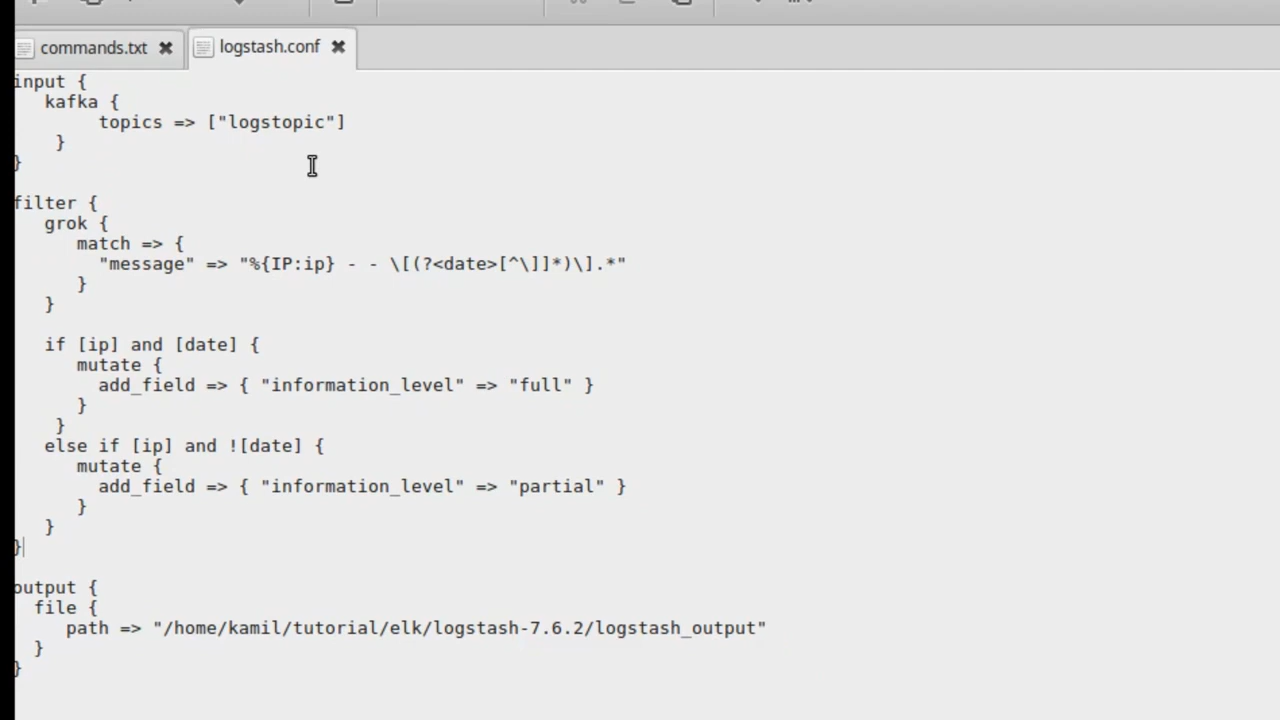 commands.txt
logstash.conf
input {
   kafka {
        topics => ["logstopic"]
    }
}

filter {
   grok {
      match => {
        "message" => "%{IP:ip} - - \[(?<date>[^\]]*)\].*"
      }
   }

   if [ip] and [date] {
      mutate {
        add_field => { "information_level" => "full" }
      }
    }
   else if [ip] and ![date] {
      mutate {
        add_field => { "information_level" => "partial" }
      }
   }
}

output {
  file {
     path => "/home/kamil/tutorial/elk/logstash-7.6.2/logstash_output"
  }
}